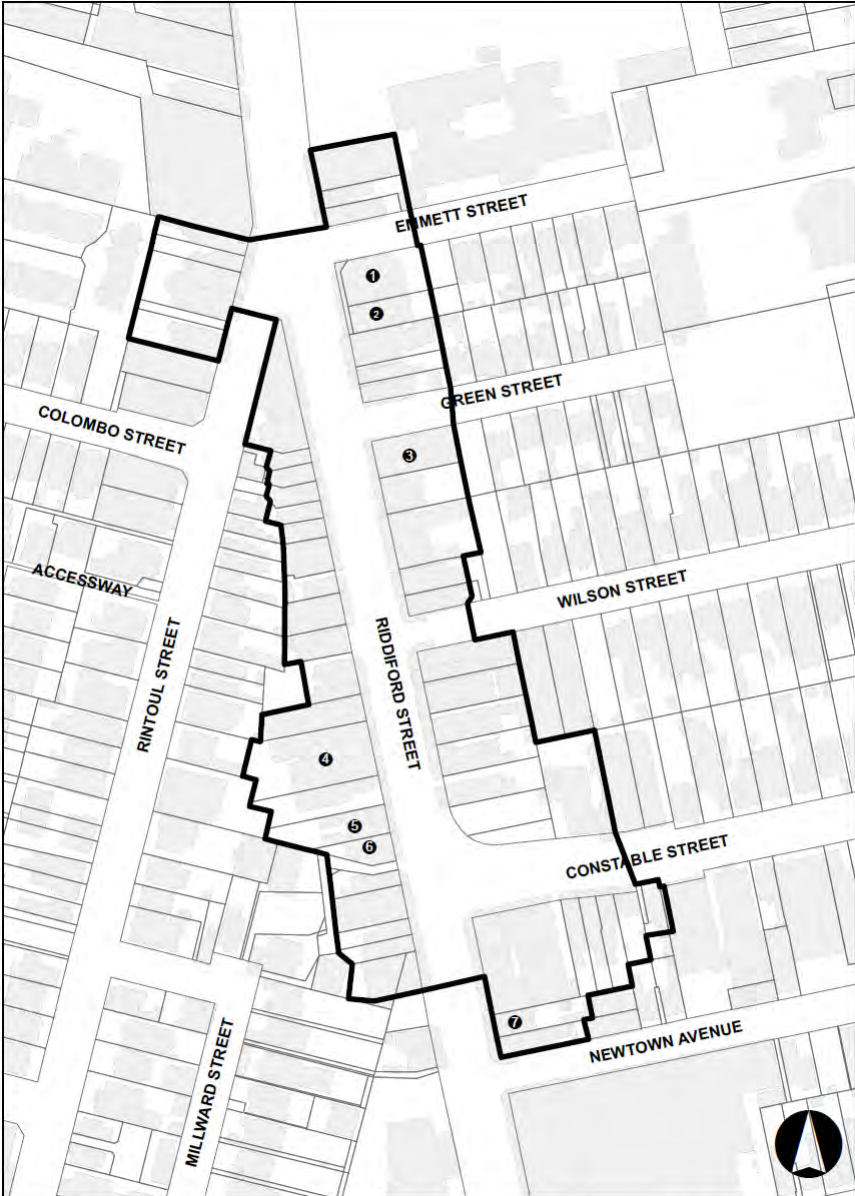 EMMETT STREET
1
2
GREEN STREET
COLOMBO STREET
3
ACCESSWAY
WILSON STREET
RINTOUL STREET
RIDDIFORD STREET
4
5
6
CONSTABLE STREET
7
NEWTOWN AVENUE
MILLWARD STREET